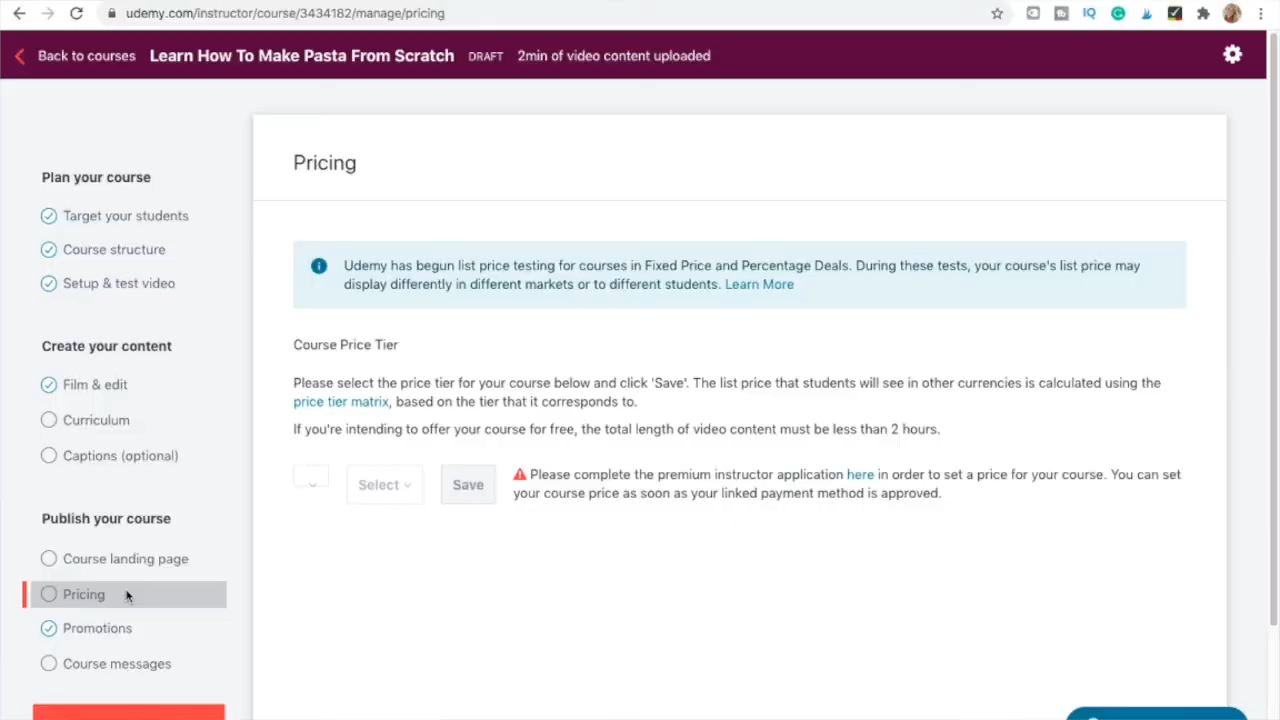 udemy.com/instructor/course/3434182/manage/pricing
IQ
Back to courses Learn How To Make Pasta From Scratch DRAFT 2min of video content uploaded
Plan your course
Target your students
Course structure
Setup & test video
Create your content
Film & edit
Curriculum
Captions (optional)
Publish your course
Course landing page
Pricing
Promotions
Course messages
Pricing
Udemy has begun list price testing for courses in Fixed Price and Percentage Deals. During these tests, your course's list price may
display differently in different markets or to different students. Learn More
Course Price Tier
Please select the price tier for your course below and click 'Save'. The list price that students will see in other currencies is calculated using the
price tier matrix, based on the tier that it corresponds to.
If you're intending to offer your course for free, the total length of video content must be less than 2 hours.
Select Save
Please complete the premium instructor application here in order to set a price for your course. You can set
your course price as soon as your linked payment method is approved.